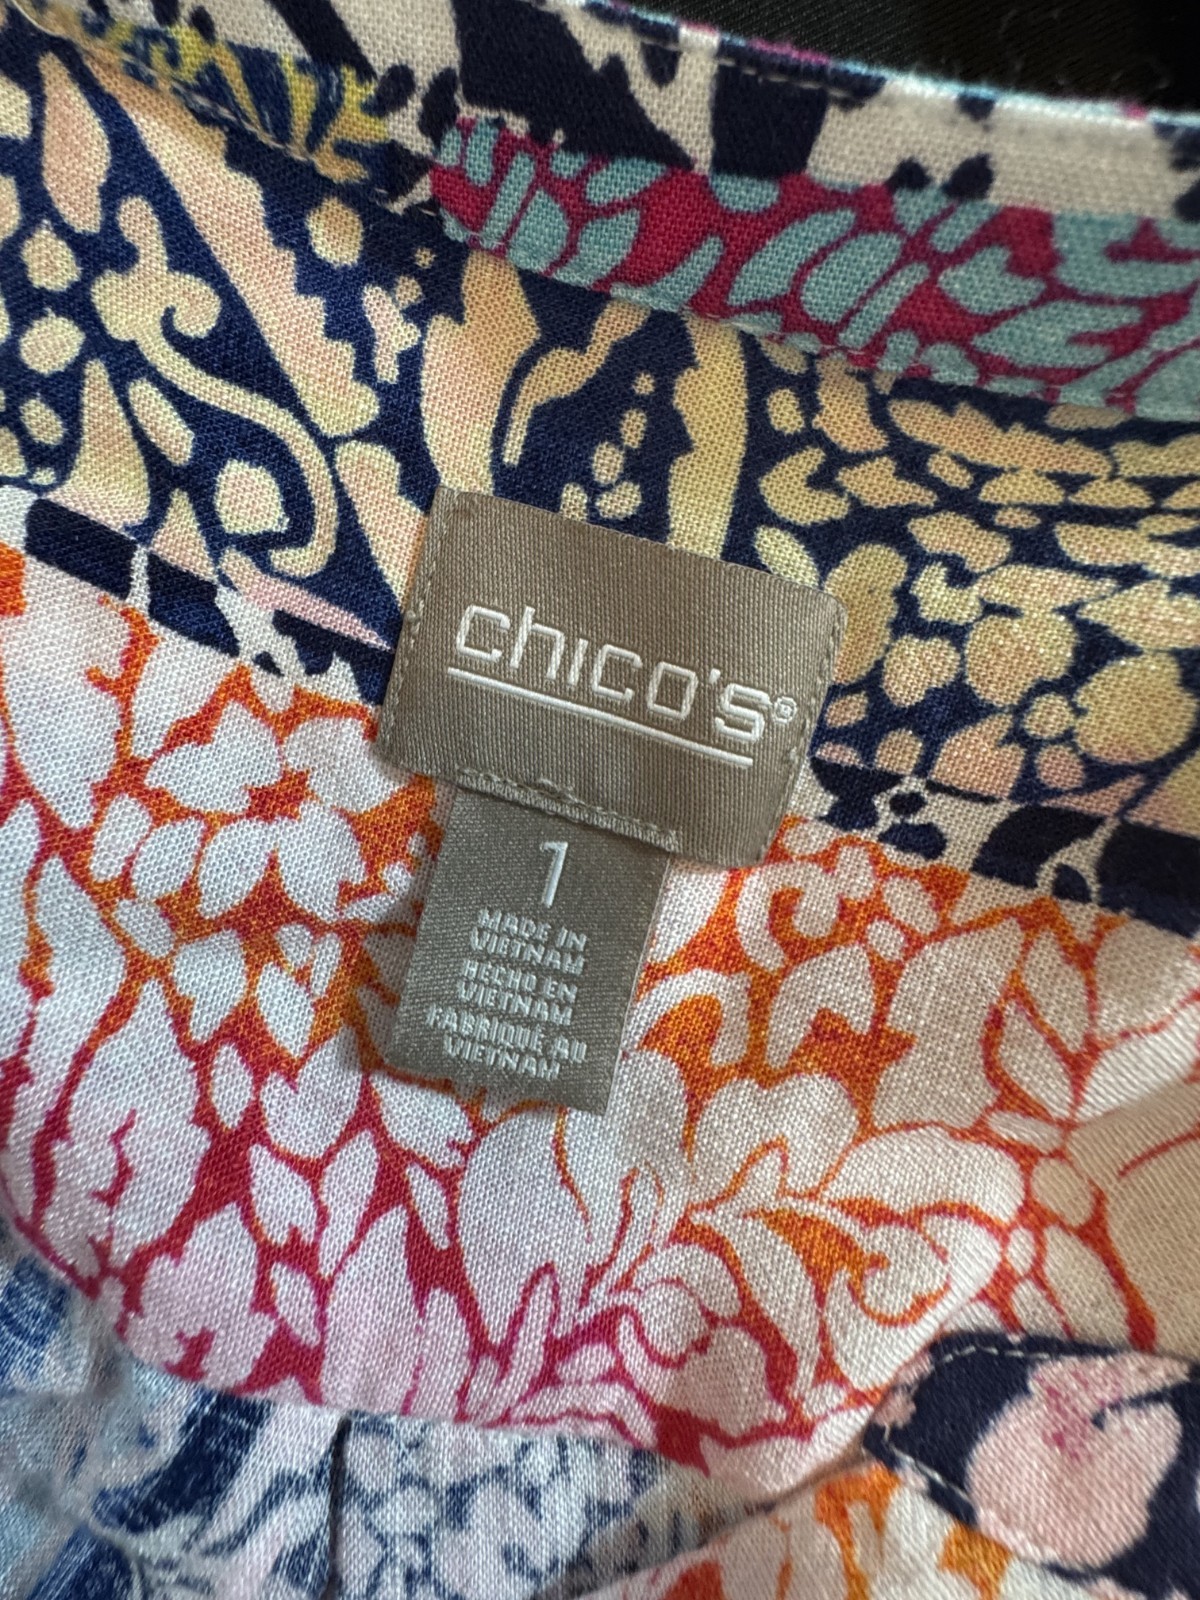 chico's®
1
MADE IN
VIETNAM
HECHO EN
VIETNAM
FABRIQUÉ AU
VIETNAM